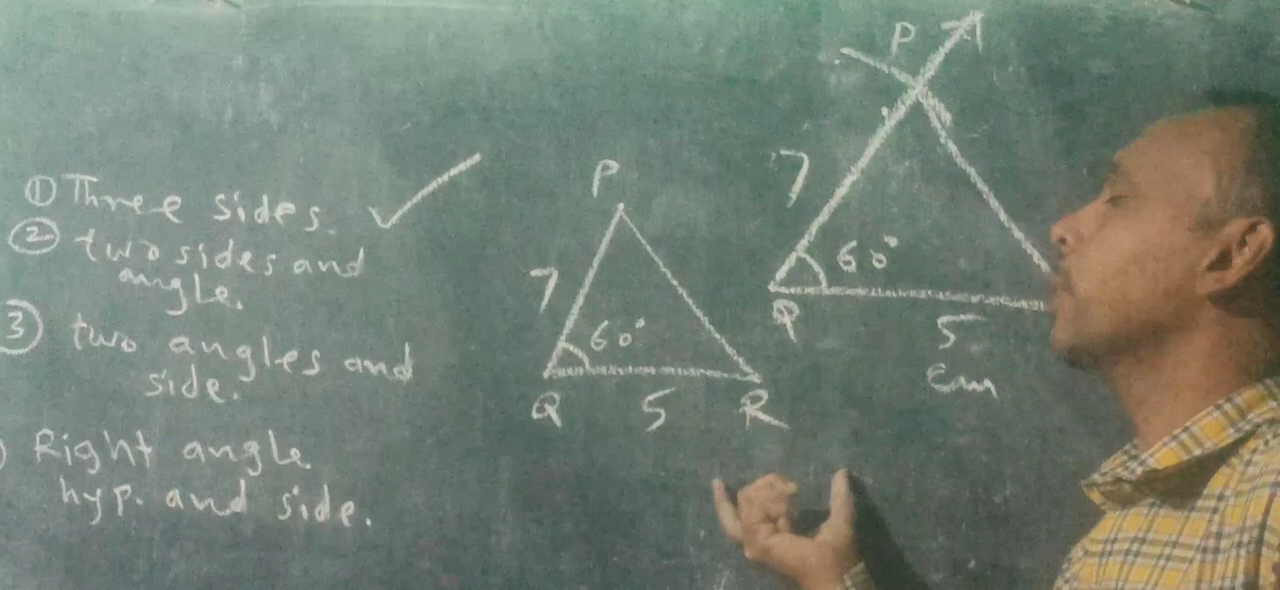 ① Three sides.
② two sides and
angle.
③ two angles and
side.
Right angle
hyp. and side.
P
7
60°
Q
5
R
P
7
60°
Q
5
cm